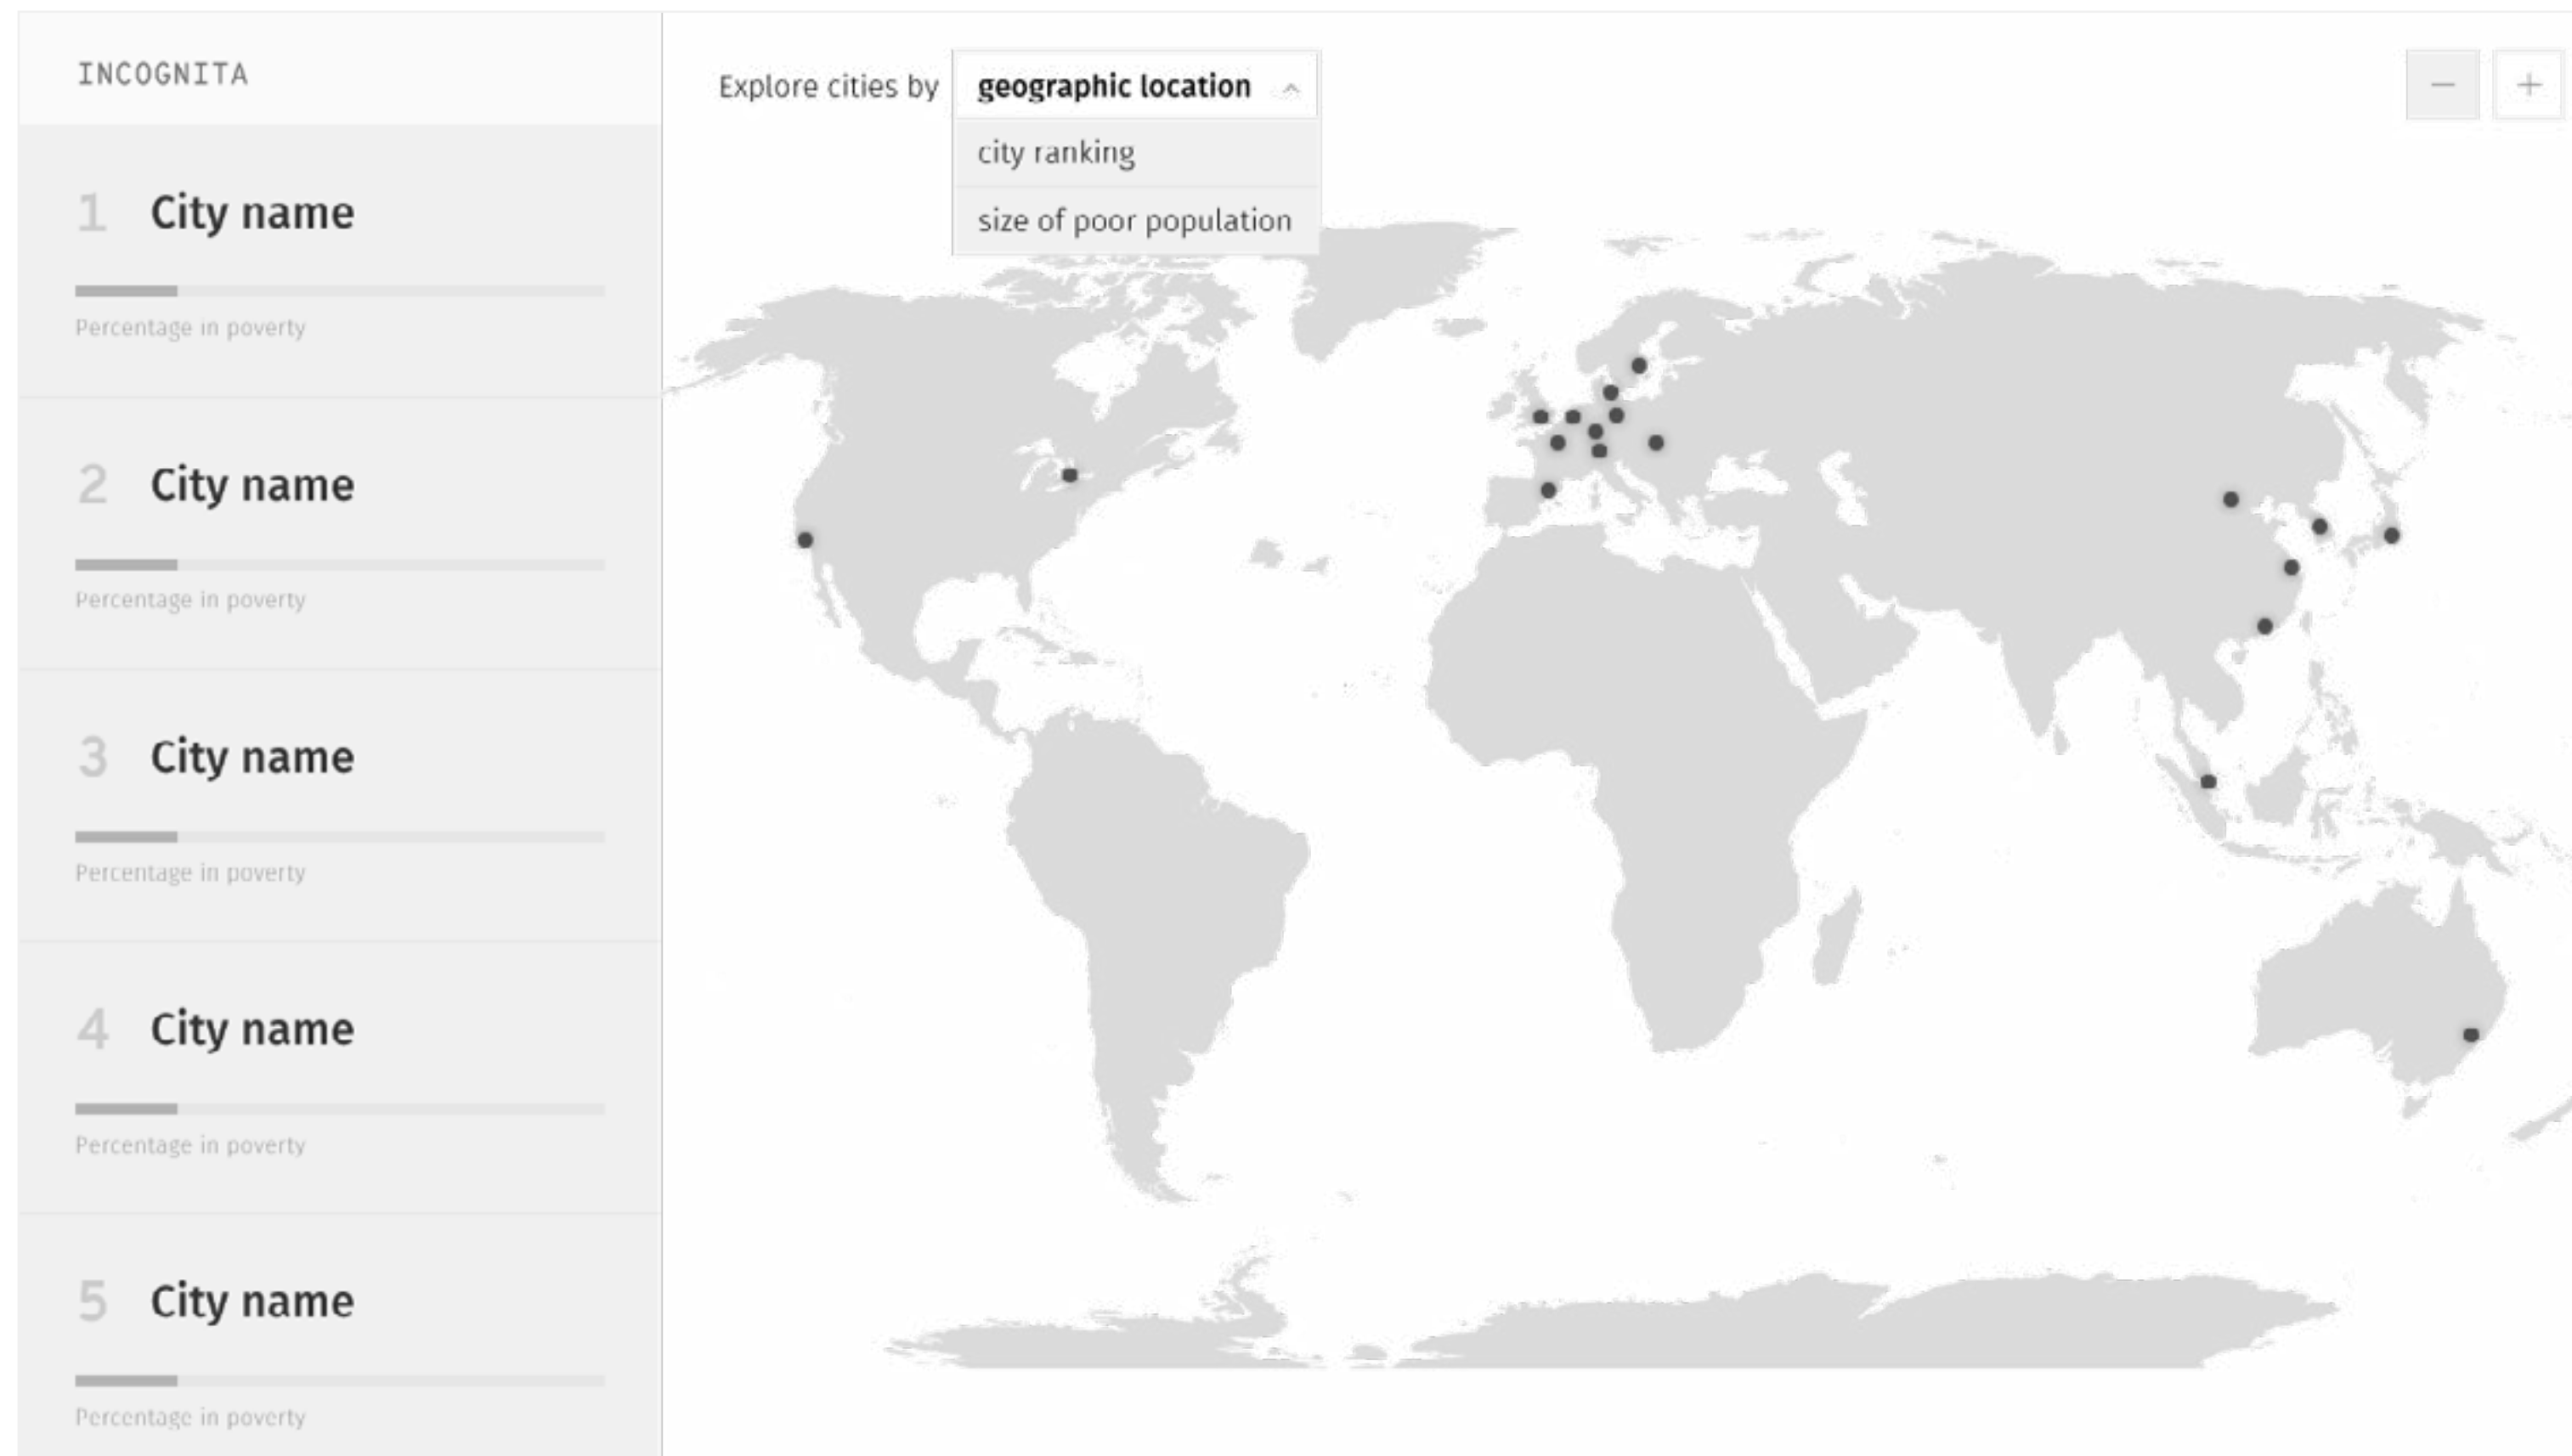 INCOGNITA
1 City name
Percentage in poverty
2 City name
Percentage in poverty
3 City name
Percentage in poverty
4 City name
Percentage in poverty
5 City name
Percentage in poverty
Explore cities by geographic location
city ranking
size of poor population
− +